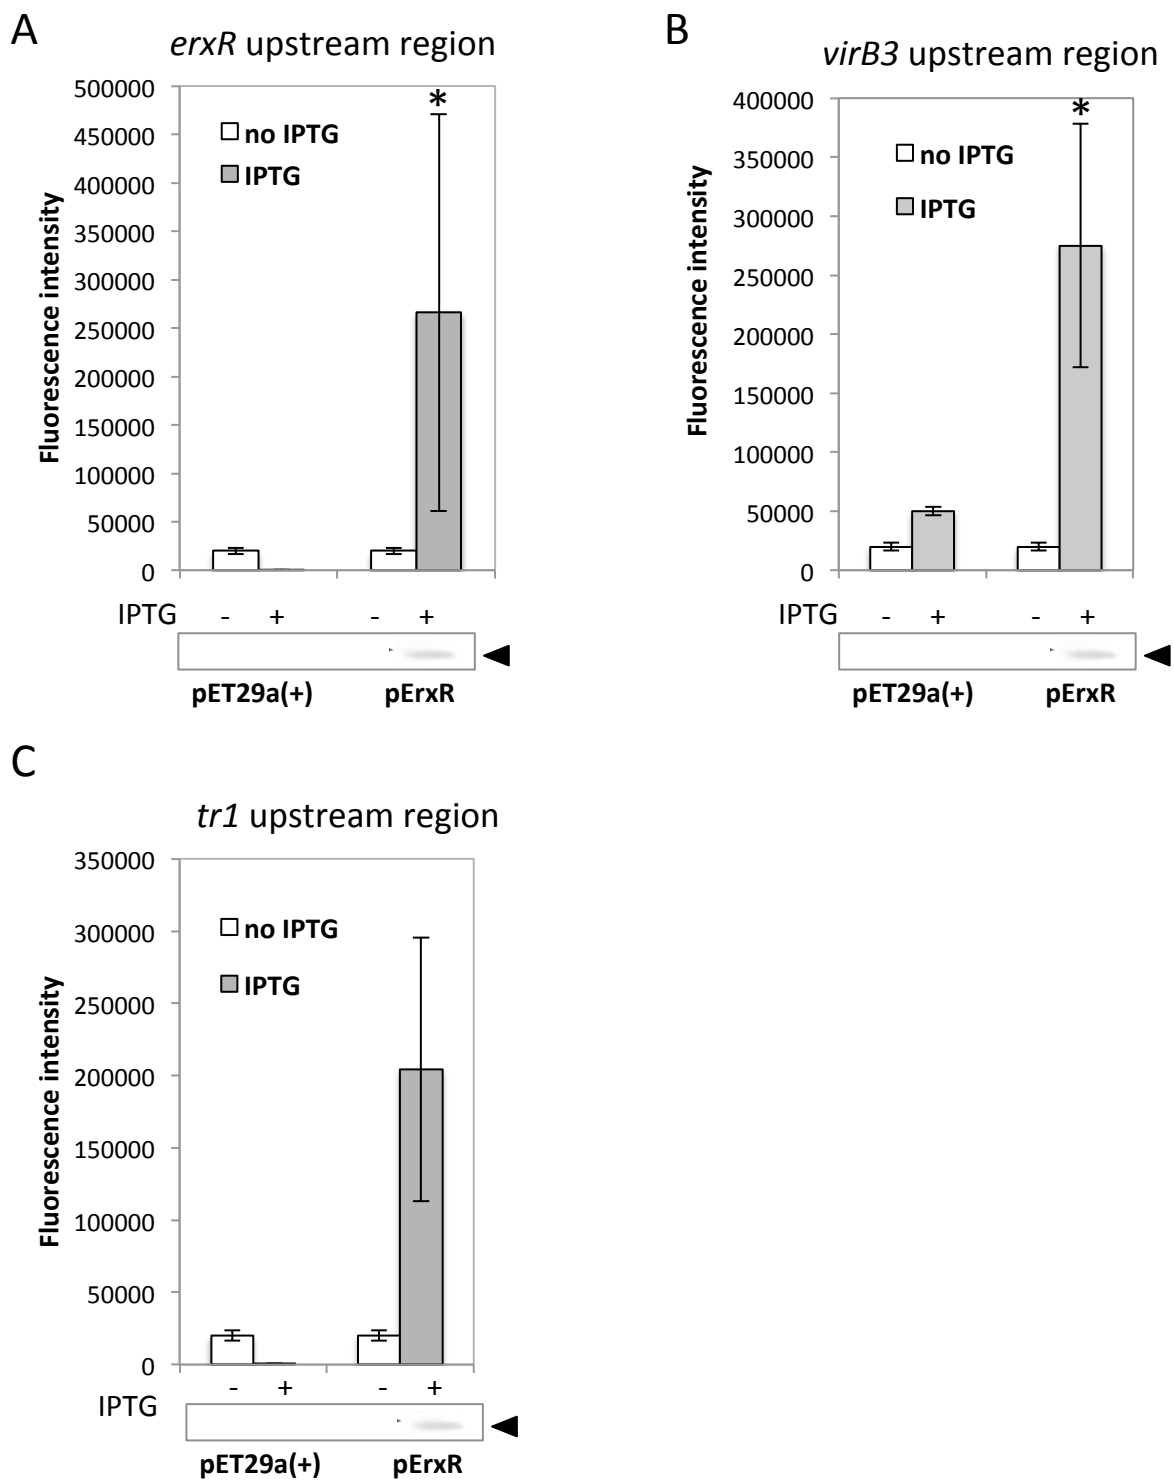 A
erxR upstream region
500000
450000
400000
350000
300000
250000
200000
150000
100000
50000
0
Fluorescence intensity
*
no IPTG
IPTG
IPTG - + - +
pET29a(+) pErxR
B
virB3 upstream region
400000
350000
300000
250000
200000
150000
100000
50000
0
Fluorescence intensity
*
no IPTG
IPTG
IPTG - + - +
pET29a(+) pErxR
C
tr1 upstream region
350000
300000
250000
200000
150000
100000
50000
0
Fluorescence intensity
no IPTG
IPTG
IPTG - + - +
pET29a(+) pErxR